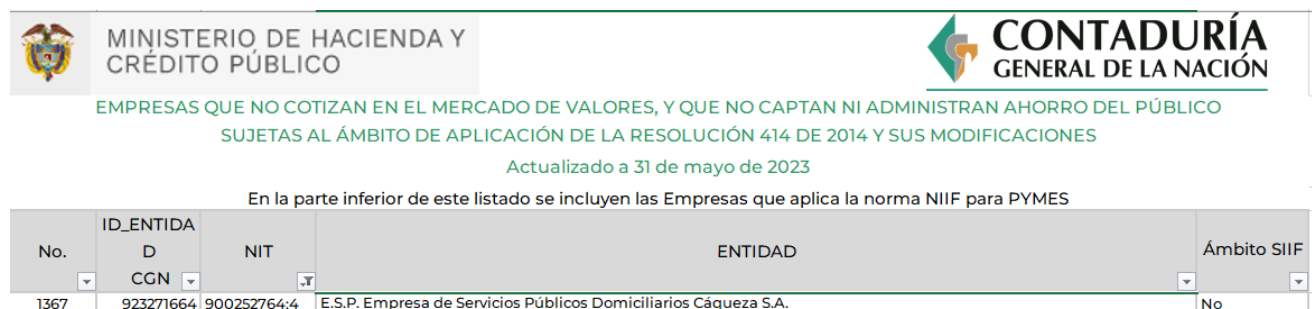 MINISTERIO DE HACIENDA Y
CRÉDITO PÚBLICO
CONTADURÍA
GENERAL DE LA NACIÓN
EMPRESAS QUE NO COTIZAN EN EL MERCADO DE VALORES, Y QUE NO CAPTAN NI ADMINISTRAN AHORRO DEL PÚBLICO
SUJETAS AL ÁMBITO DE APLICACIÓN DE LA RESOLUCIÓN 414 DE 2014 Y SUS MODIFICACIONES
Actualizado a 31 de mayo de 2023
En la parte inferior de este listado se incluyen las Empresas que aplica la norma NIIF para PYMES
No.
ID_ENTIDA
D
CGN
NIT
ENTIDAD
Ámbito SIIF
1367 923271664 900252764:4 E.S.P. Empresa de Servicios Públicos Domiciliarios Cáqueza S.A. No